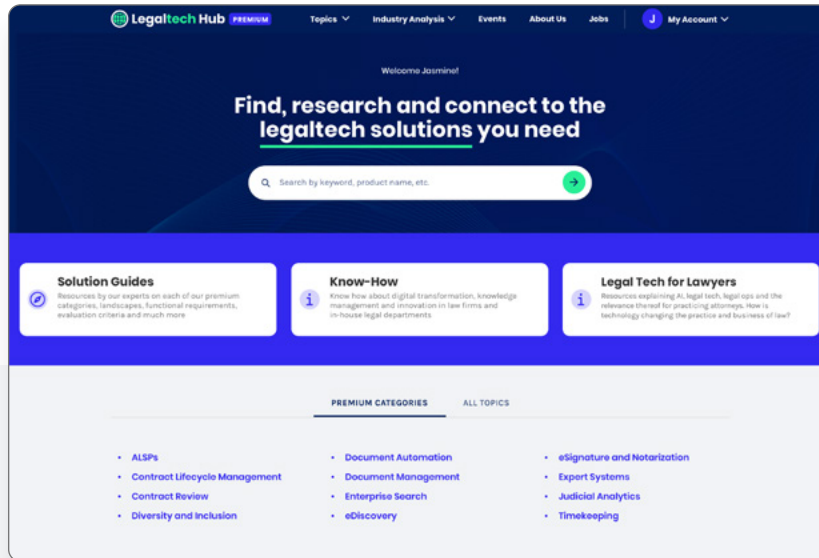 Legaltech Hub PREMIUM
Topics Industry Analysis Events About Us Jobs J My Account
Welcome Jasmine!
Find, research and connect to the
legaltech solutions you need
Search by keyword, product name, etc.
Solution Guides
Resources by our experts on each of our premium
categories, landscapes, functional requirements,
evaluation criteria and much more
Know-How
Know how about digital transformation, knowledge
management and innovation in law firms and
in-house legal departments
Legal Tech for Lawyers
Resources explaining AI, legal tech, legal ops and the
relevance thereof for practicing attorneys. How is
technology changing the practice and business of law?
PREMIUM CATEGORIES ALL TOPICS
• ALSPs
• Contract Lifecycle Management
• Contract Review
• Diversity and Inclusion
• Document Automation
• Document Management
• Enterprise Search
• eDiscovery
• eSignature and Notarization
• Expert Systems
• Judicial Analytics
• Timekeeping